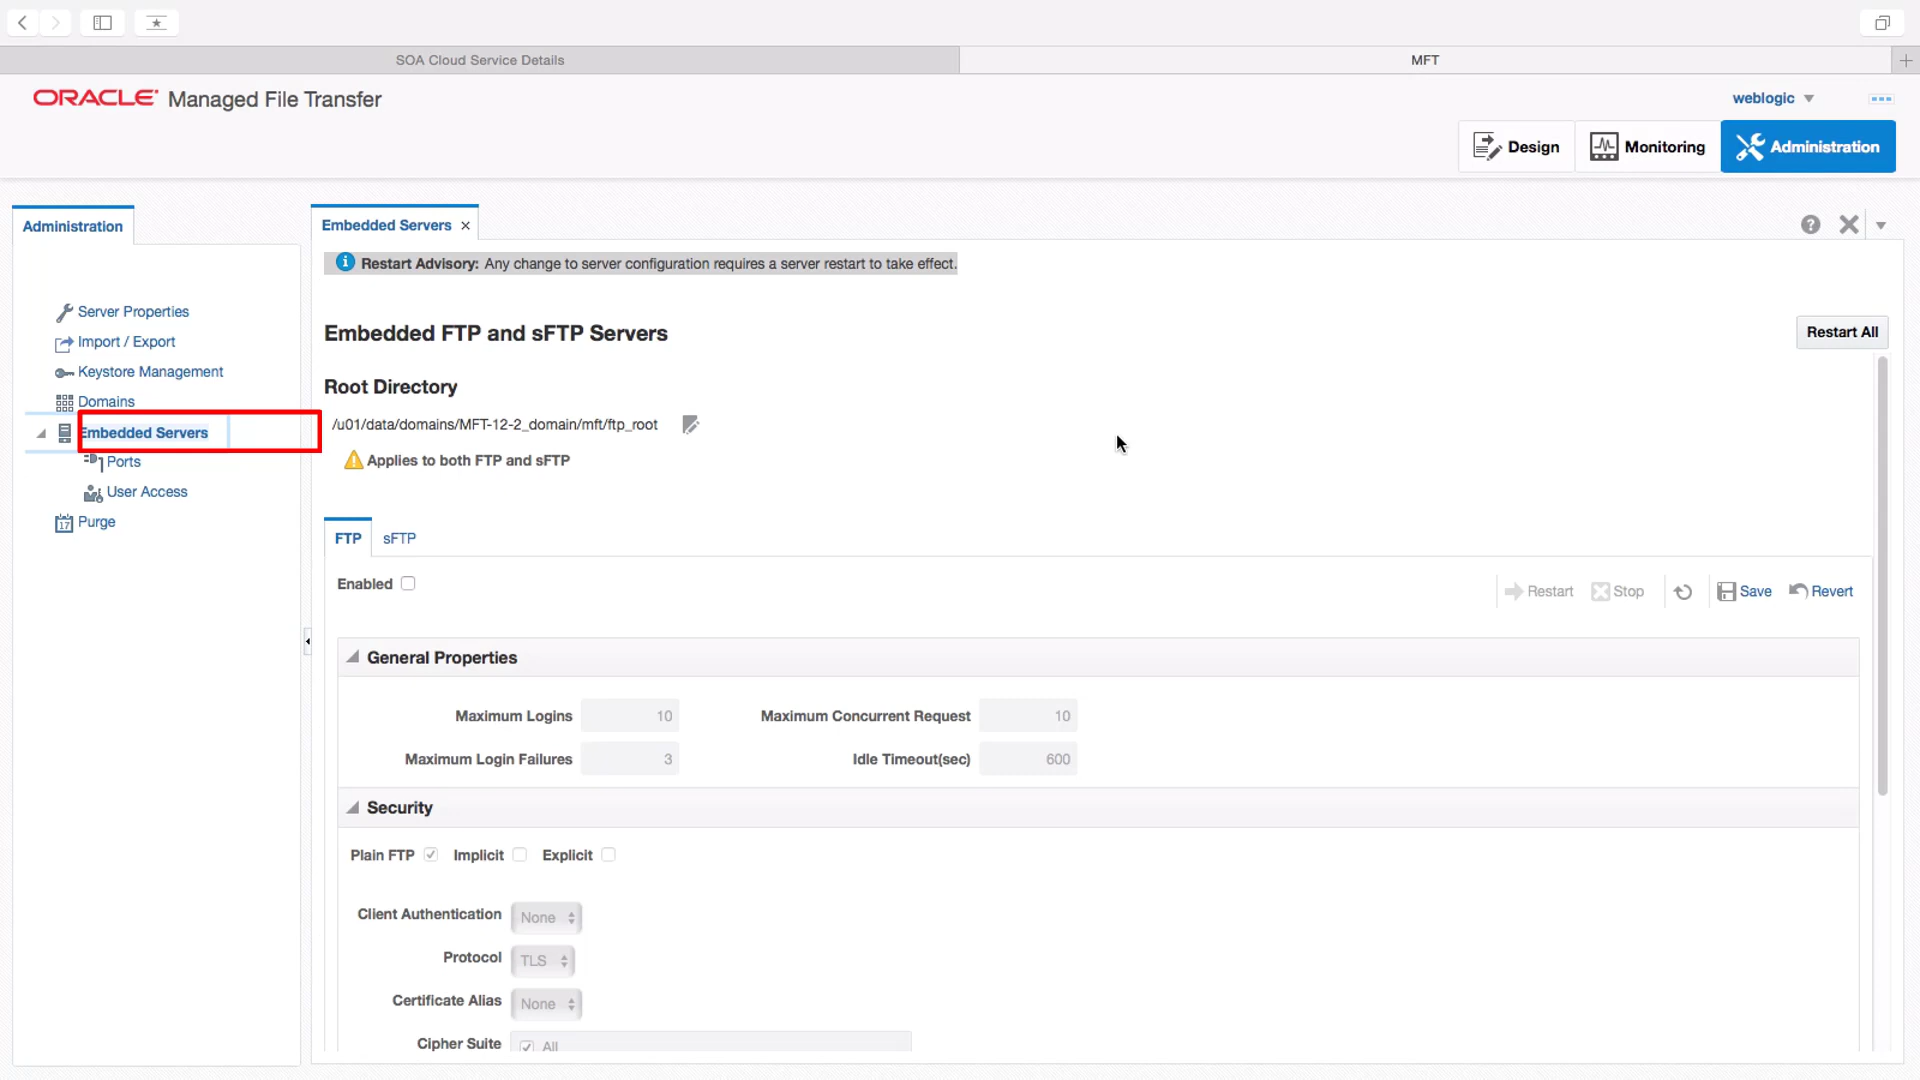 SOA Cloud Service Details
MFT
ORACLE Managed File Transfer
weblogic
Design
Monitoring
Administration
Administration
Embedded Servers
Restart Advisory: Any change to server configuration requires a server restart to take effect.
Server Properties
Import / Export
Keystore Management
Domains
Embedded Servers
Ports
User Access
17
Purge
Embedded FTP and sFTP Servers
Restart All
Root Directory
/u01/data/domains/MFT-12-2_domain/mft/ftp_root
Applies to both FTP and sFTP
FTP sFTP
Enabled
Restart Stop Save Revert
General Properties
Maximum Logins 10 Maximum Concurrent Request 10
Maximum Login Failures 3 Idle Timeout(sec) 600
Security
Plain FTP Implicit Explicit
Client Authentication None
Protocol TLS
Certificate Alias None
Cipher Suite All